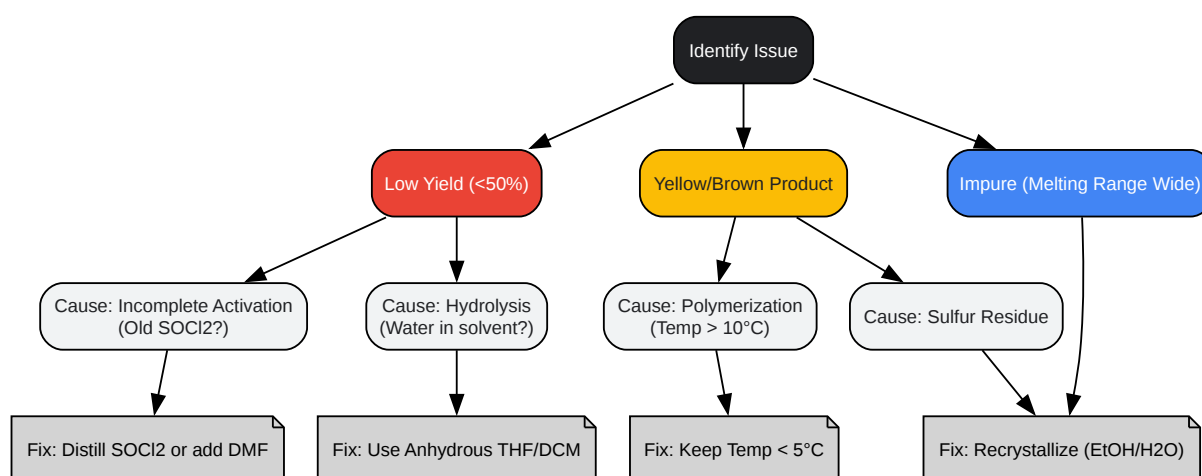 Identify Issue
Low Yield (<50%)
Yellow/Brown Product
Impure (Melting Range Wide)
Cause: Incomplete Activation
(Old SOCl2?)
Cause: Hydrolysis
(Water in solvent?)
Cause: Polymerization
(Temp > 10°C)
Cause: Sulfur Residue
Fix: Distill SOCl2 or add DMF
Fix: Use Anhydrous THF/DCM
Fix: Keep Temp < 5°C
Fix: Recrystallize (EtOH/H2O)